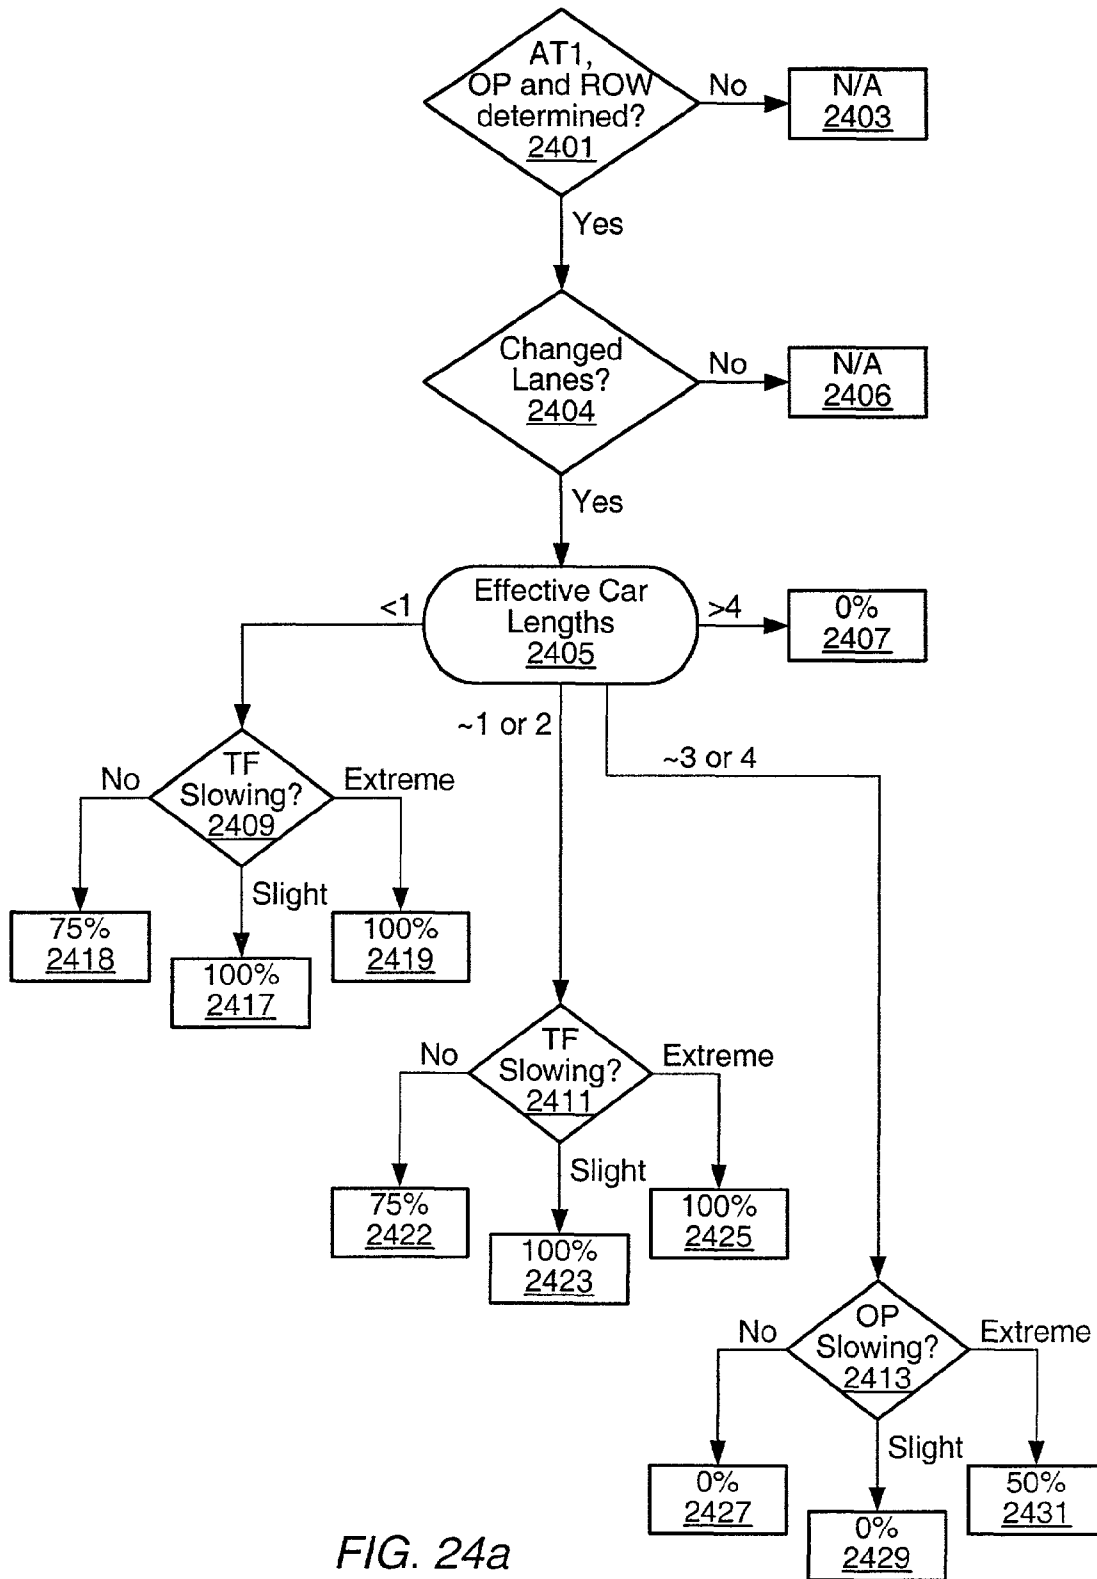 AT1,
OP and ROW
determined?
2401
No
N/A
2403
Yes
Changed
Lanes?
2404
No
N/A
2406
Yes
Effective Car
Lengths
2405
<1
>4
0%
2407
~1 or 2
~3 or 4
TF
Slowing?
2409
No
Extreme
Slight
75%
2418
100%
2417
100%
2419
TF
Slowing?
2411
No
Extreme
Slight
75%
2422
100%
2423
100%
2425
OP
Slowing?
2413
No
Extreme
Slight
0%
2427
0%
2429
50%
2431
FIG. 24a